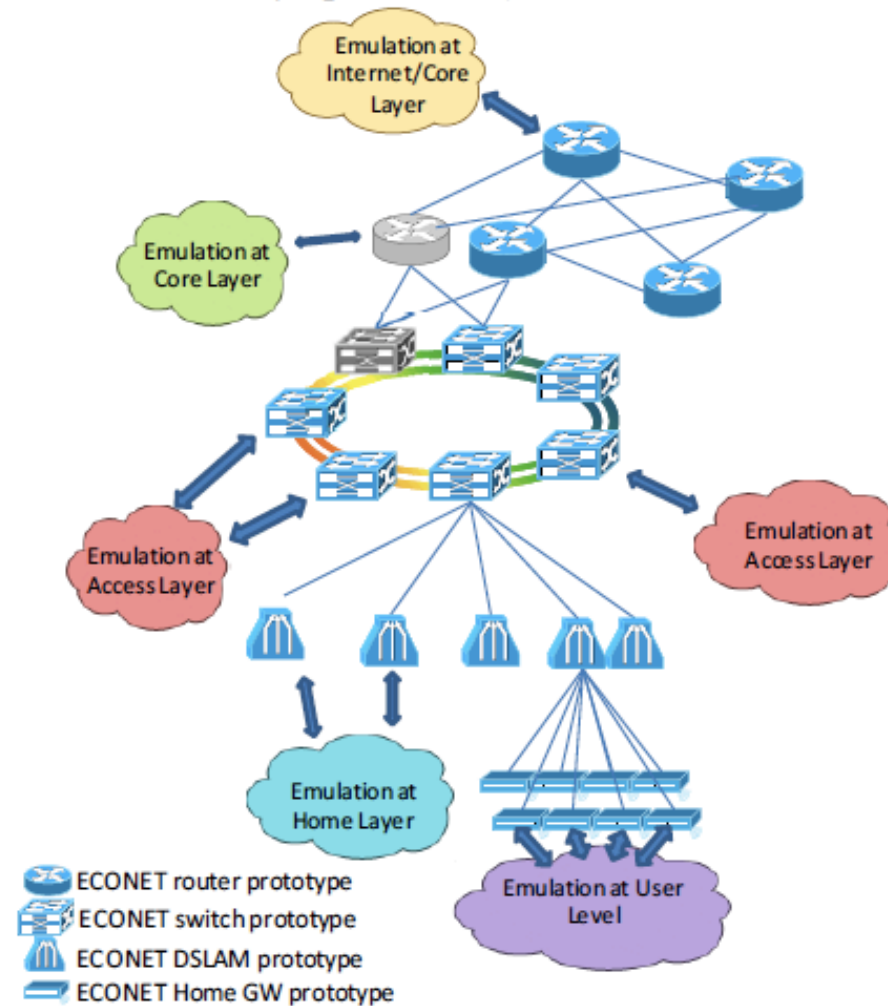 Emulation at
Internet/Core
Layer
Emulation at
Core Layer
Emulation at
Access Layer
Emulation at
Access Layer
Emulation at
Home Layer
Emulation at User
Level
ECONET router prototype
ECONET switch prototype
ECONET DSLAM prototype
ECONET Home GW prototype